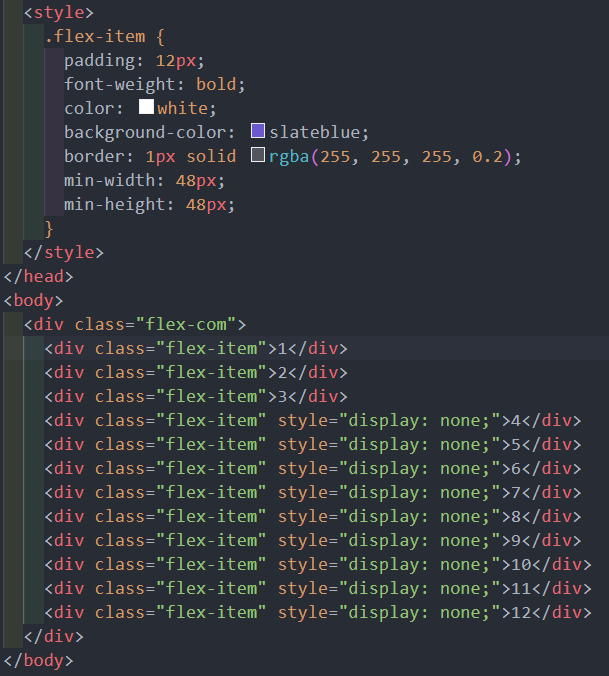 <style>
.flex-item {
padding: 12px;
font-weight: bold;
color: white;
background-color: slateblue;
border: 1px solid rgba(255, 255, 255, 0.2);
min-width: 48px;
min-height: 48px;
}
</style>
</head>
<body>
<div class="flex-com">
<div class="flex-item">1</div>
<div class="flex-item">2</div>
<div class="flex-item">3</div>
<div class="flex-item" style="display: none;">4</div>
<div class="flex-item" style="display: none;">5</div>
<div class="flex-item" style="display: none;">6</div>
<div class="flex-item" style="display: none;">7</div>
<div class="flex-item" style="display: none;">8</div>
<div class="flex-item" style="display: none;">9</div>
<div class="flex-item" style="display: none;">10</div>
<div class="flex-item" style="display: none;">11</div>
<div class="flex-item" style="display: none;">12</div>
</div>
</body>